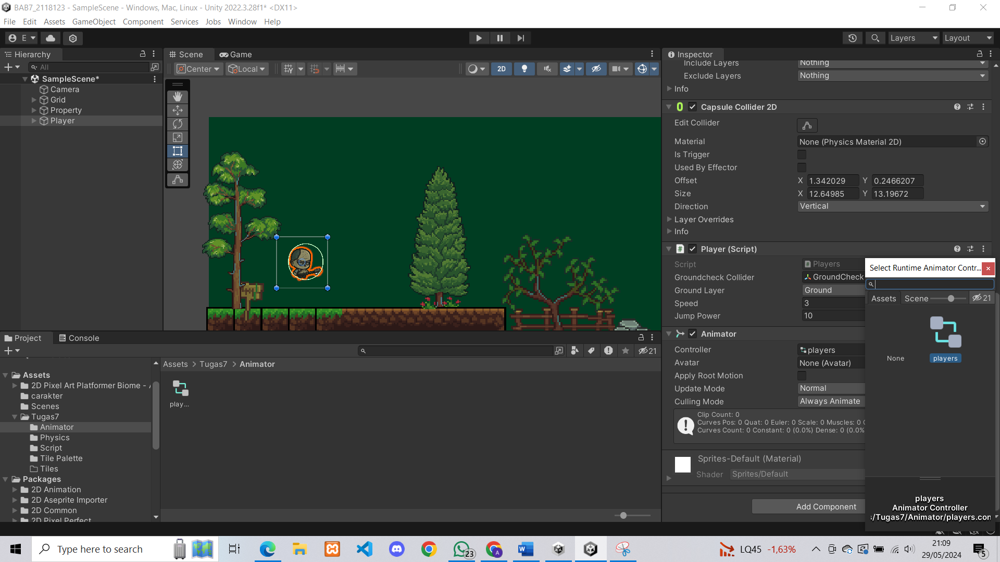 BAB7_2118123 - SampleScene - Windows, Mac, Linux - Unity 2022.3.28f1* <DX11>
File Edit Assets GameObject Component Services Jobs Window Help
E Layers Layout
Hierarchy
All
SampleScene*
Camera
Grid
Property
Player
Scene Game
Center Local 2D
Inspector
Include Layers Nothing
Exclude Layers Nothing
Info
Capsule Collider 2D
Edit Collider
Material None (Physics Material 2D)
Is Trigger
Used By Effector
Offset X 1.342029 Y 0.2466207
Size X 12.64985 Y 13.19672
Direction Vertical
Layer Overrides
Info
Player (Script)
Script Players
Groundcheck Collider GroundCheck
Ground Layer Ground
Speed 3
Jump Power 10
Animator
Controller players
Avatar None (Avatar)
Apply Root Motion
Update Mode Normal
Culling Mode Always Animate
Clip Count: 0
Curves Pos: 0 Quat: 0 Euler: 0 Scale: 0 Muscles: 0
Curves Count: 0 Constant: 0 (0.0%) Dense: 0 (0.0%
Sprites-Default (Material)
Shader Sprites/Default
Add Component
Select Runtime Animator Contr...
Assets Scene 21
None players
players
Animator Controller
/Tugas7/Animator/players.con
Project Console
21
Assets
2D Pixel Art Platformer Biome -
carakter
Scenes
Tugas7
Animator
Physics
Script
Tile Palette
Tiles
Packages
2D Animation
2D Aseprite Importer
2D Common
2D Pixel Perfect
Assets > Tugas7 > Animator
play...
Type here to search
23
LQ45 -1,63%
21:09
29/05/2024
5